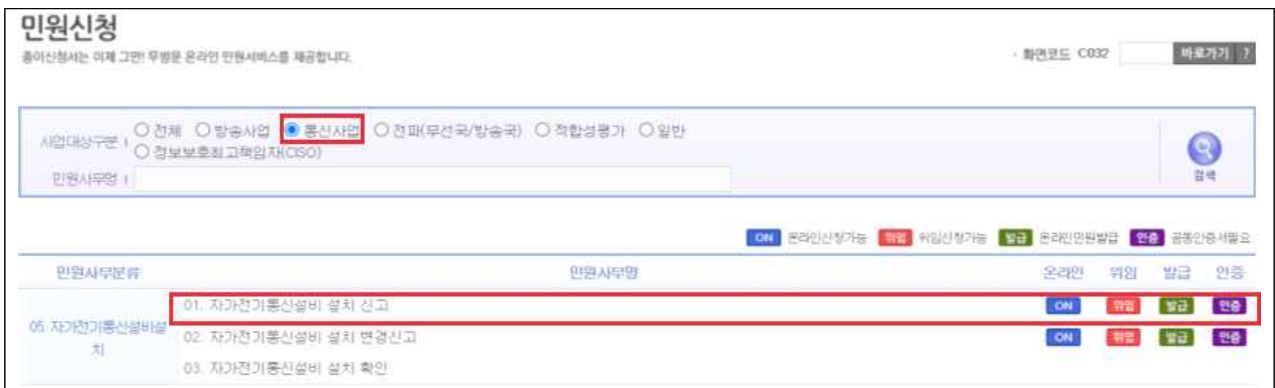 민원신청
종이신청서는 이제 그만! 무방문 온라인 민원서비스를 제공합니다.
· 화면코드 C032 바로가기 ?
사업대상구분 전체 방송사업 통신사업 전파(무선국/방송국) 적합성평가 일반
정보보호최고책임자(CISO)
민원사무명
검색
ON 온라인신청가능 위임 위임신청가능 발급 온라인민원발급 인증 공동인증서필요
민원사무분류 민원사무명 온라인 위임 발급 인증
01. 자가전기통신설비 설치 신고 ON 위임 발급 인증
05. 자가전기통신설비설
치
02. 자가전기통신설비 설치 변경신고 ON 위임 발급 인증
03. 자가전기통신설비 설치 확인